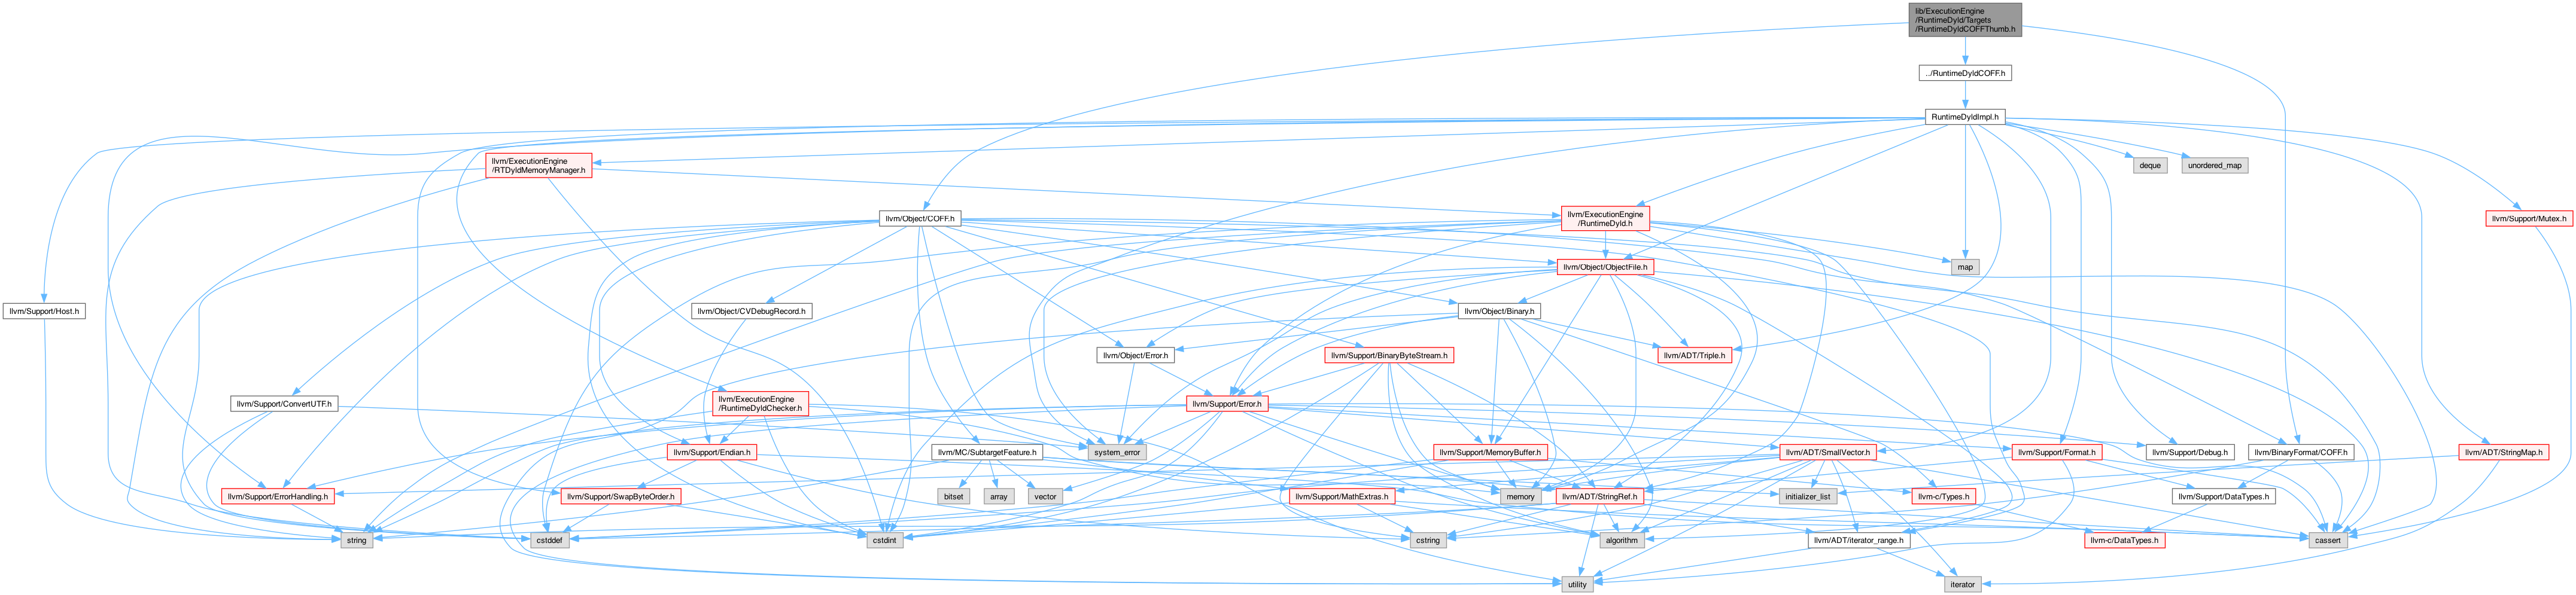 lib/ExecutionEngine
/RuntimeDyld/Targets
/RuntimeDyldCOFFThumb.h
../RuntimeDyldCOFF.h
RuntimeDyldImpl.h
llvm/ExecutionEngine
/RTDyldMemoryManager.h
deque
unordered_map
llvm/Object/COFF.h
llvm/ExecutionEngine
/RuntimeDyld.h
llvm/Support/Mutex.h
llvm/Object/ObjectFile.h
map
llvm/Support/Host.h
llvm/Object/CVDebugRecord.h
llvm/Object/Binary.h
llvm/Object/Error.h
llvm/Support/BinaryByteStream.h
llvm/ADT/Triple.h
llvm/Support/ConvertUTF.h
llvm/ExecutionEngine
/RuntimeDyldChecker.h
llvm/Support/Error.h
llvm/Support/Endian.h
system_error
llvm/MC/SubtargetFeature.h
llvm/Support/MemoryBuffer.h
llvm/ADT/SmallVector.h
llvm/Support/Format.h
llvm/Support/Debug.h
llvm/BinaryFormat/COFF.h
llvm/ADT/StringMap.h
llvm/Support/ErrorHandling.h
llvm/Support/SwapByteOrder.h
bitset
array
vector
llvm/Support/MathExtras.h
memory
llvm/ADT/StringRef.h
initializer_list
llvm-c/Types.h
llvm/Support/DataTypes.h
string
cstddef
cstdint
cstring
algorithm
llvm/ADT/iterator_range.h
llvm-c/DataTypes.h
cassert
utility
iterator